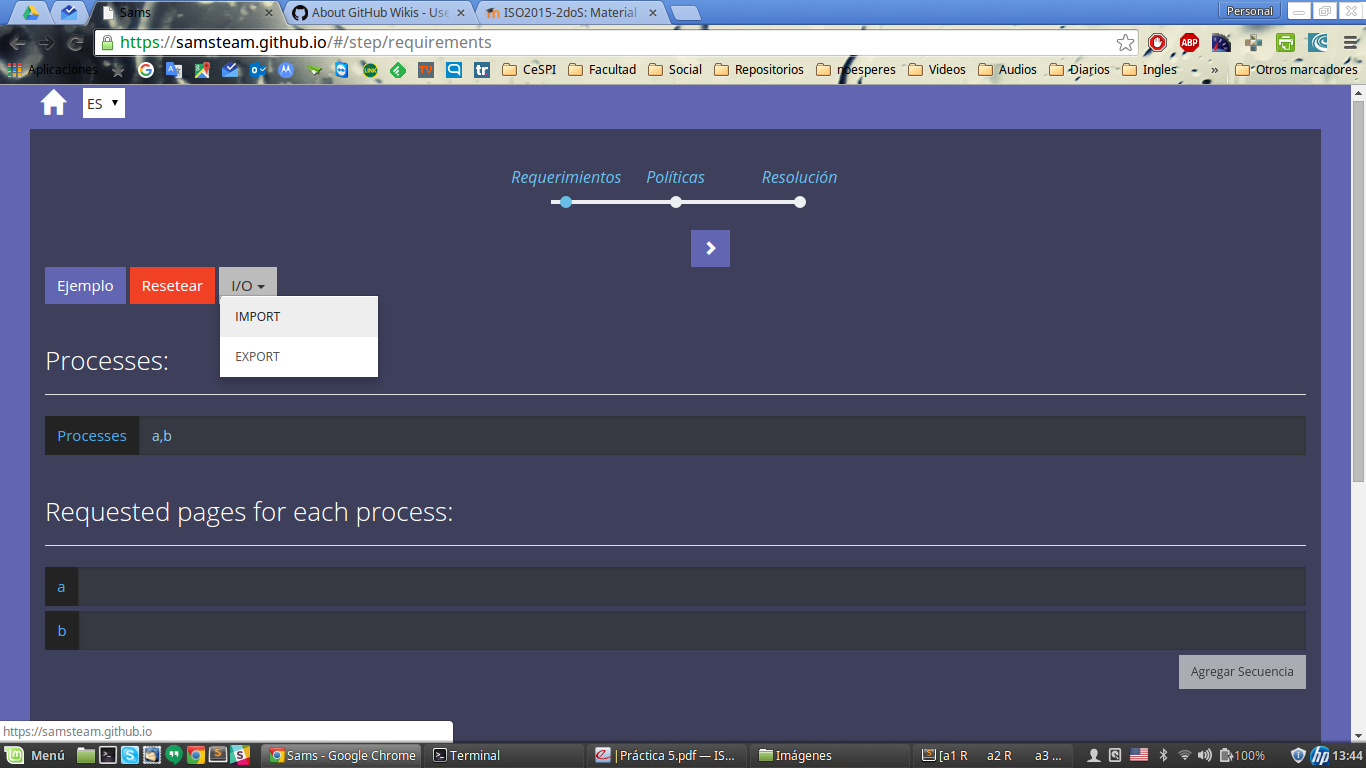 Sams
About GitHub Wikis - Use
ISO2015-2doS: Material
Personal
https://samsteam.github.io/#/step/requirements
Aplicaciones
CeSPI
Facultad
Social
Repositorios
noesperes
Videos
Audios
Diarios
Ingles
»
Otros marcadores
ES
Requerimientos
Políticas
Resolución
Ejemplo
Resetear
I/O
IMPORT
EXPORT
Processes:
Processes
a,b
Requested pages for each process:
a
b
Agregar Secuencia
https://samsteam.github.io
Menú
Sams - Google Chrome
Terminal
|Práctica 5.pdf — IS...
Imágenes
[a1 R a2 R a3 ...
100%
13:44